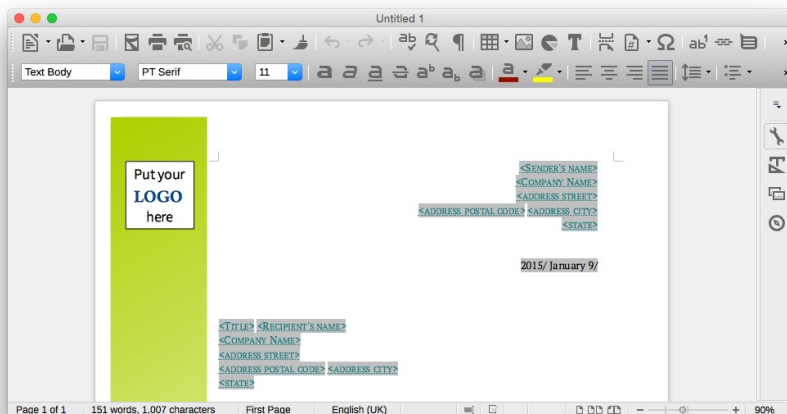 Untitled 1
Text Body PT Serif 11
Put your
LOGO
here
<SENDER'S NAME>
<COMPANY NAME>
<ADDRESS STREET>
<ADDRESS POSTAL CODE> <ADDRESS CITY>
<STATE>
2015/ January 9/
<TITLE> <RECIPIENT'S NAME>
<COMPANY NAME>
<ADDRESS STREET>
<ADDRESS POSTAL CODE> <ADDRESS CITY>
<STATE>
Page 1 of 1 151 words, 1,007 characters First Page English (UK) 90%